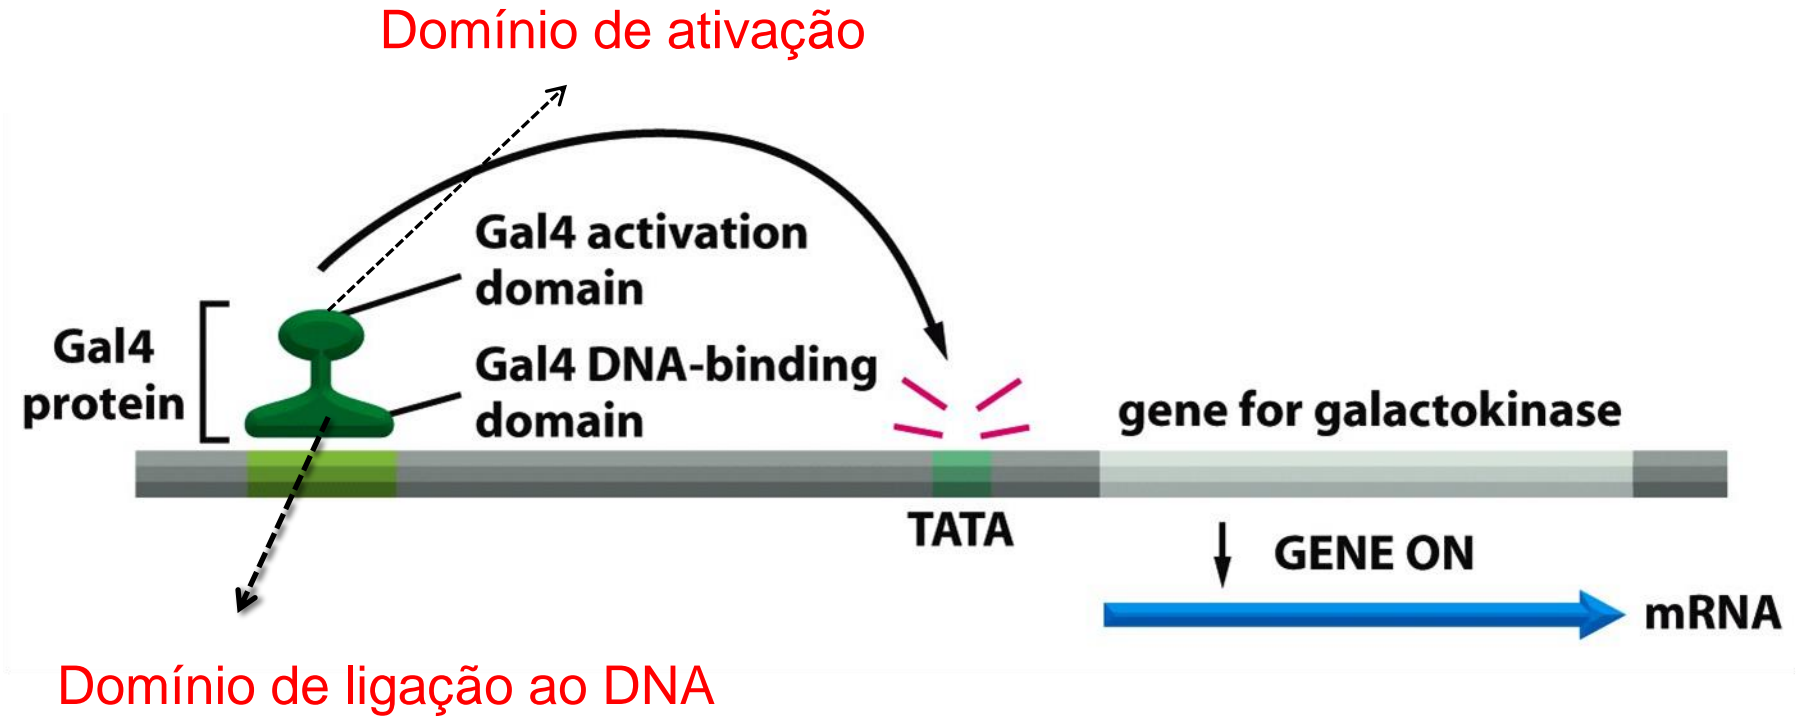 Domínio de ativação
Gal4 activation
domain
Gal4
protein
Gal4 DNA-binding
domain
gene for galactokinase
TATA
GENE ON
mRNA
Domínio de ligação ao DNA